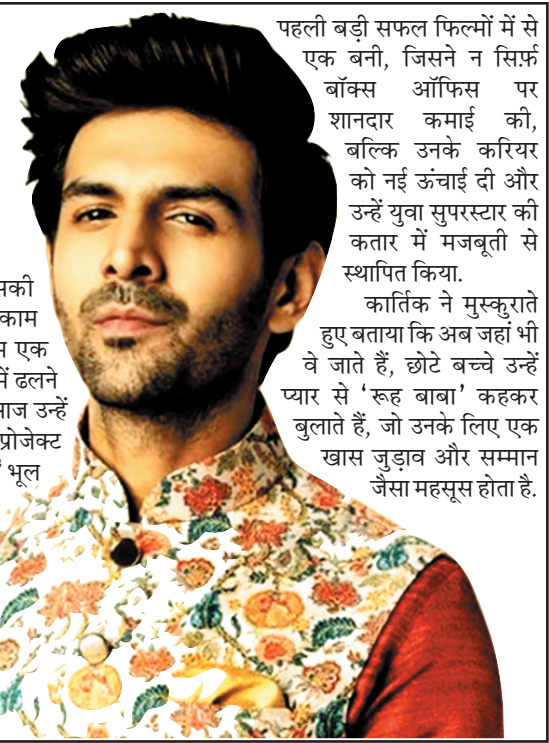 पहली बड़ी सफल फिल्मों में से
एक बनी, जिसने न सिर्फ़
बॉक्स ऑफिस पर
शानदार कमाई की,
बल्कि उनके करियर
को नई ऊंचाई दी और
उन्हें युवा सुपरस्टार की
कतार में मजबूती से
स्थापित किया.
कार्तिक ने मुस्कुराते
हुए बताया कि अब जहां भी
वे जाते हैं, छोटे बच्चे उन्हें
प्यार से ‘रूह बाबा’ कहकर
बुलाते हैं, जो उनके लिए एक
खास जुड़ाव और सम्मान
जैसा महसूस होता है.
काम
एक
में ढलने
उन्हें
प्रोजेक्ट
भूल